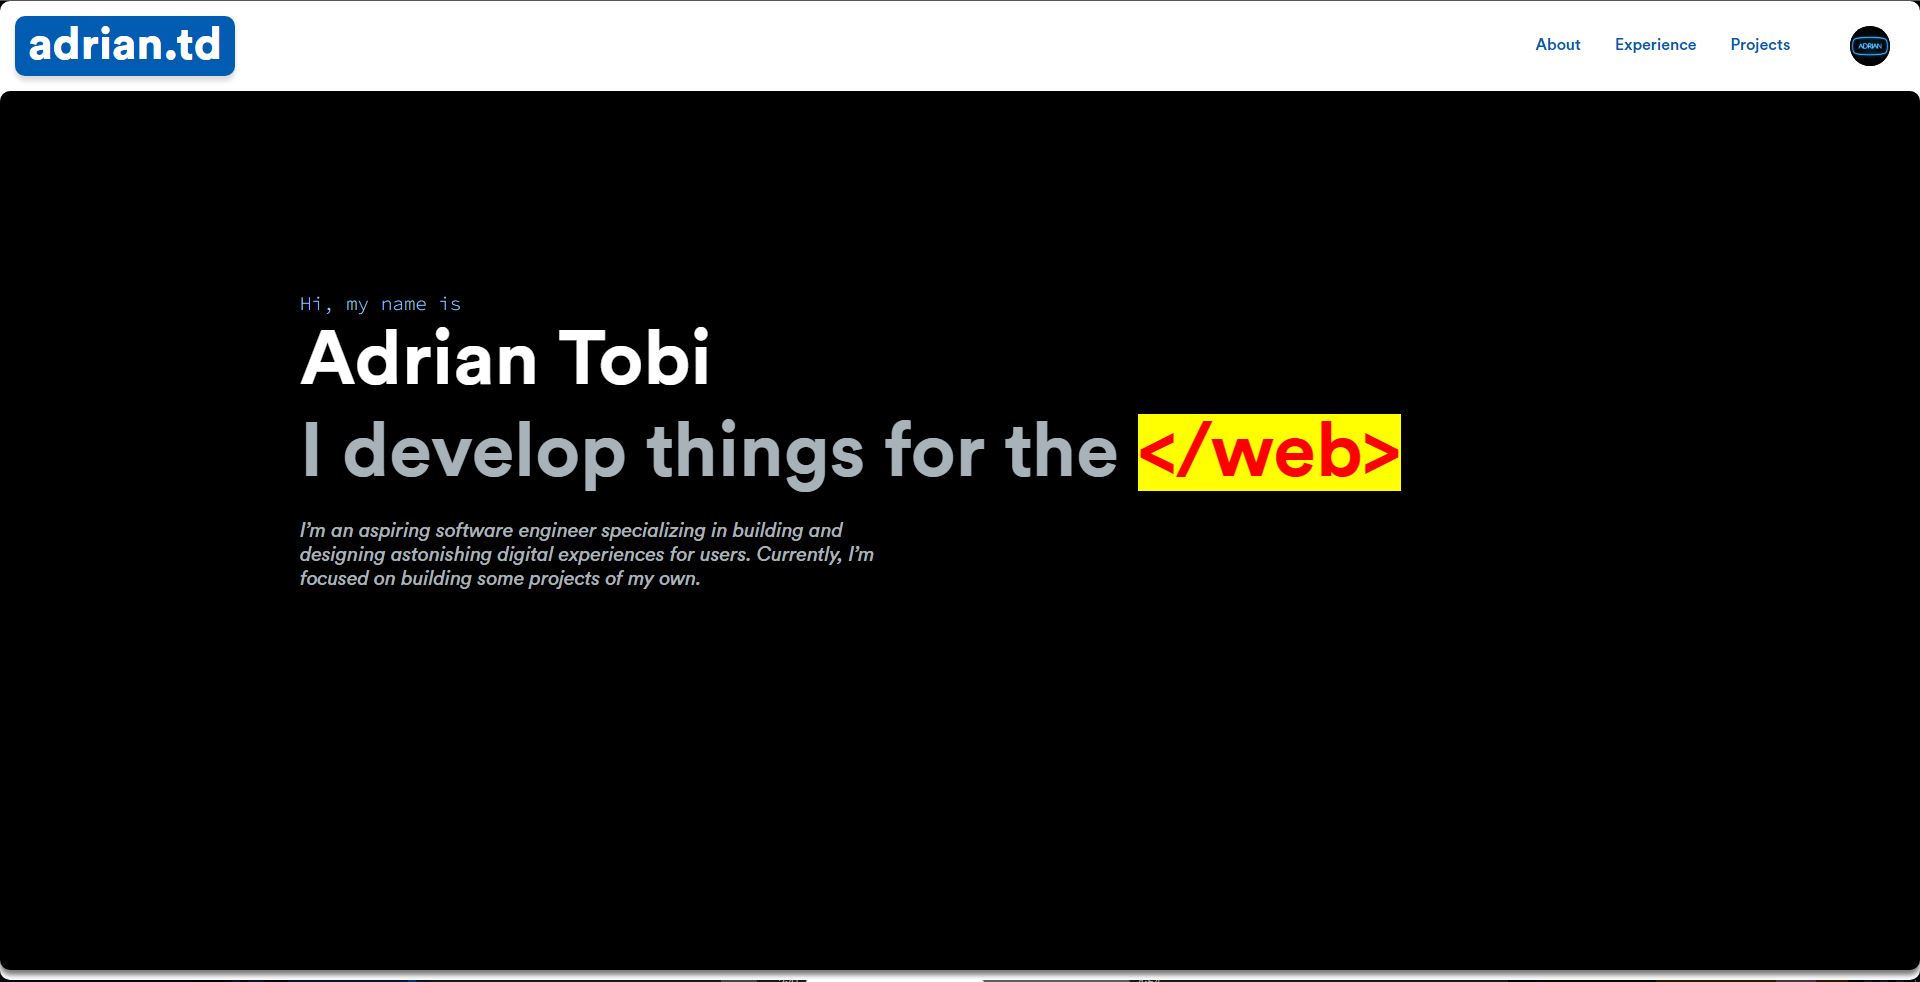 adrian.td
About Experience Projects
ADRIAN
Hi, my name is
Adrian Tobi
I develop things for the </web>
I’m an aspiring software engineer specializing in building and
designing astonishing digital experiences for users. Currently, I’m
focused on building some projects of my own.